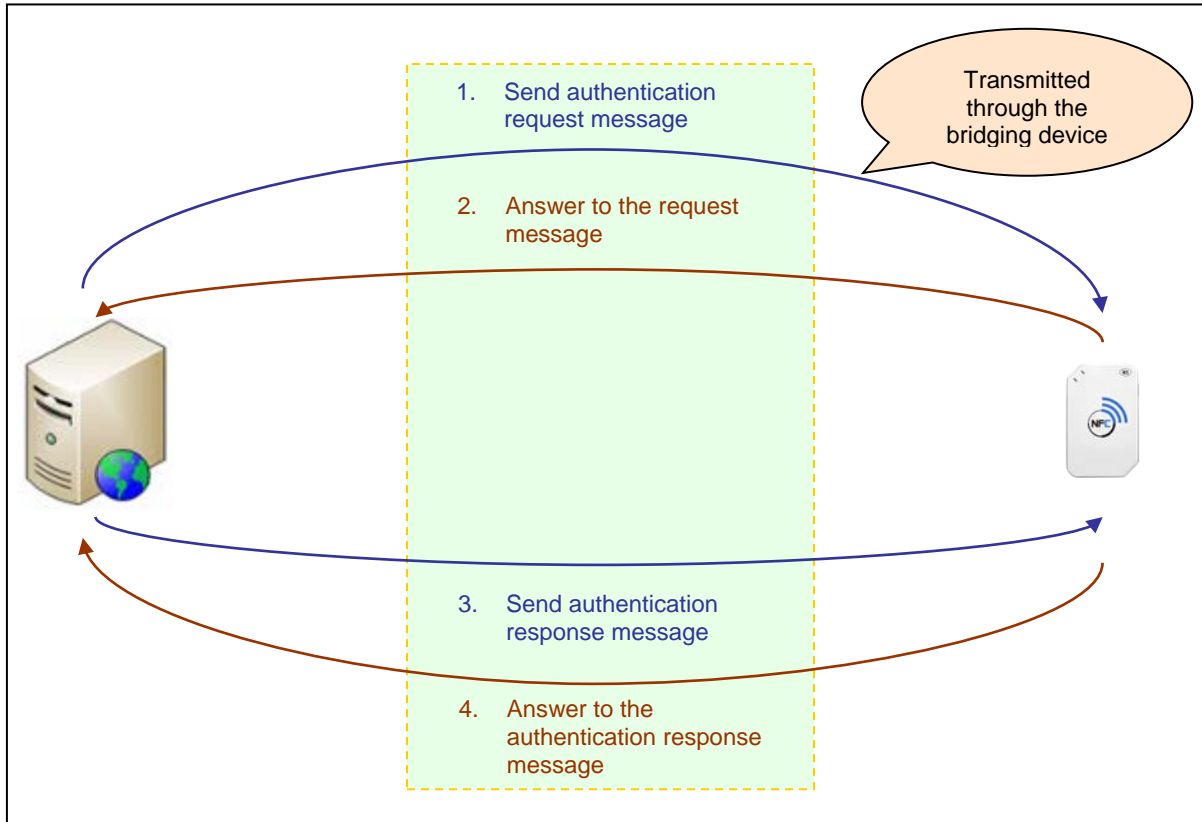 1. Send authentication
request message
Transmitted
through the
bridging device
2. Answer to the request
message
NFC
3. Send authentication
response message
4. Answer to the
authentication response
message